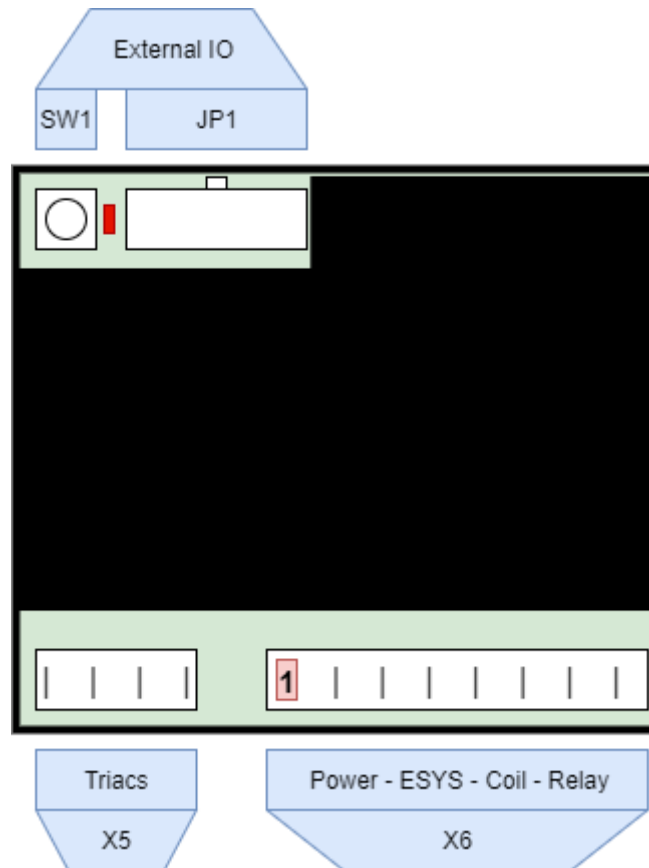 External IO
SW1
JP1
1
Triacs
Power - ESYS - Coil - Relay
X5
X6